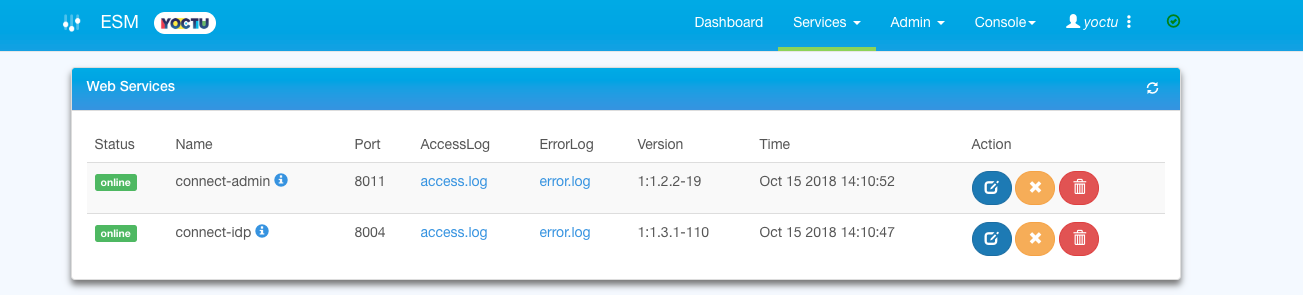 ESM YOCTU Dashboard Services Admin Console yoctu
Web Services
Status Name Port AccessLog ErrorLog Version Time Action
online connect-admin 8011 access.log error.log 1:1.2.2-19 Oct 15 2018 14:10:52
online connect-idp 8004 access.log error.log 1:1.3.1-110 Oct 15 2018 14:10:47